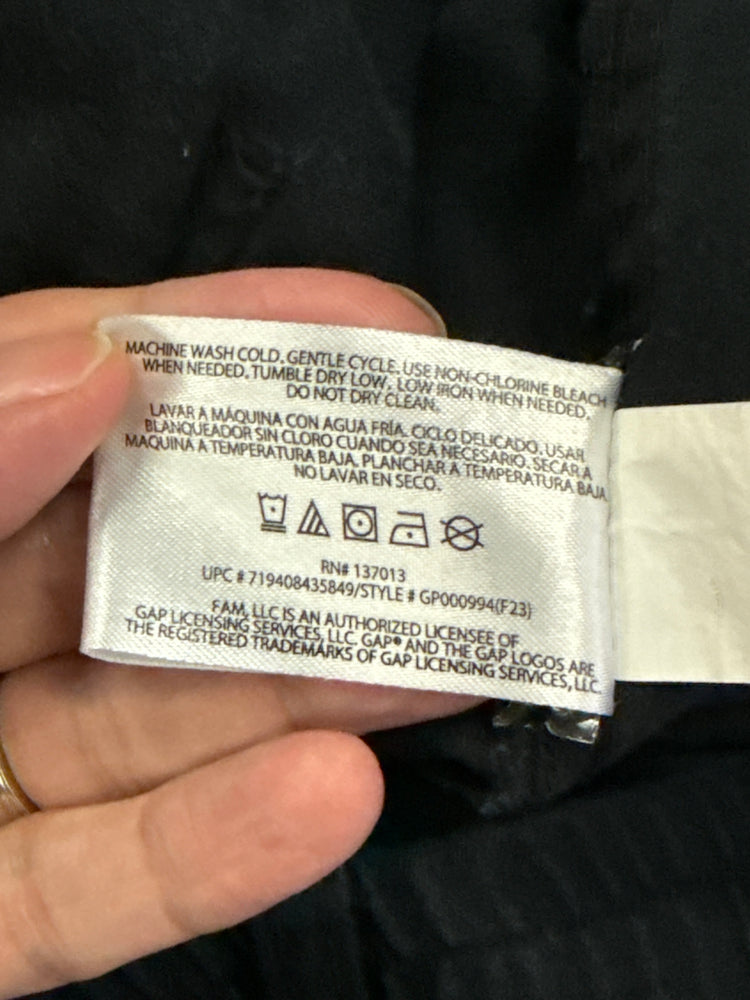 MACHINE WASH COLD. GENTLE CYCLE. USE NON-CHLORINE BLEACH
WHEN NEEDED. TUMBLE DRY LOW. LOW IRON WHEN NEEDED.
DO NOT DRY CLEAN.
LAVAR A MÁQUINA CON AGUA FRÍA. CICLO DELICADO. USAR
BLANQUEADOR SIN CLORO CUANDO SEA NECESARIO. SECAR A
MAQUINA A TEMPERATURA BAJA. PLANCHAR A TEMPERATURA BAJA.
NO LAVAR EN SECO.
RN# 137013
UPC # 719408435849/STYLE # GP000994(F23)
FAM, LLC IS AN AUTHORIZED LICENSEE OF
GAP LICENSING SERVICES, LLC. GAP® AND THE GAP LOGOS ARE
THE REGISTERED TRADEMARKS OF GAP LICENSING SERVICES, LLC.